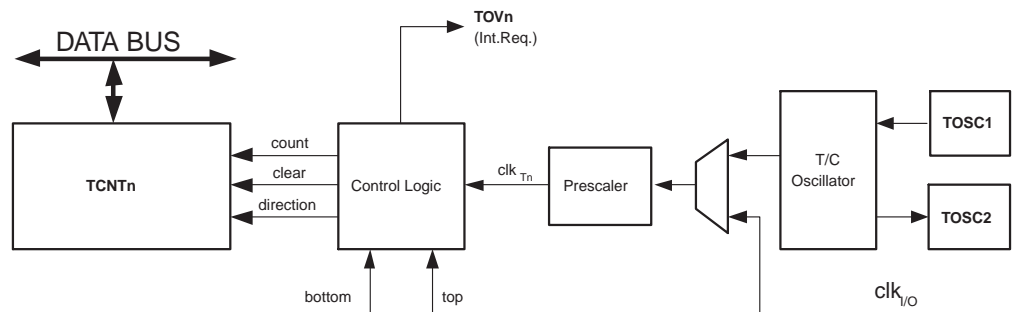 TOVn
(Int.Req.)
DATA BUS
TOSC1
count
T/C
Oscillator
TCNTn
clear
Control Logic
clk Tn
Prescaler
direction
TOSC2
bottom
top
clkI/O